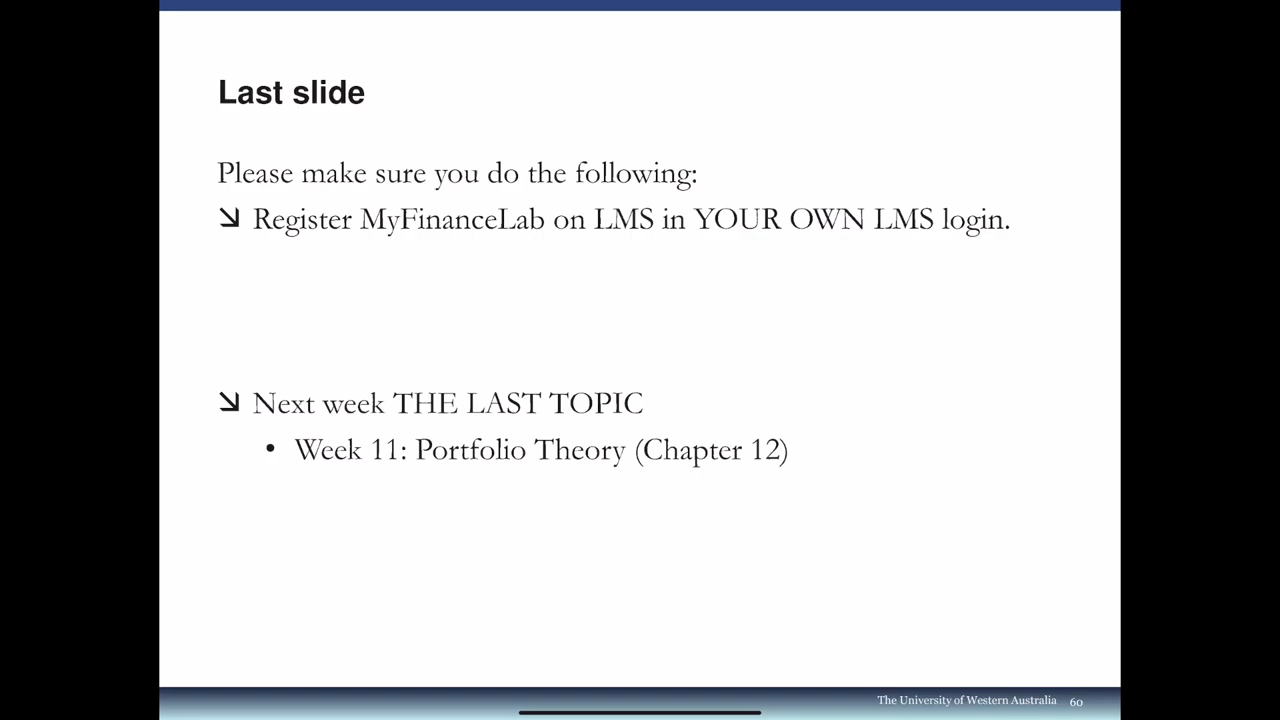 Last slide
Please make sure you do the following:
Register MyFinanceLab on LMS in YOUR OWN LMS login.
Next week THE LAST TOPIC
• Week 11: Portfolio Theory (Chapter 12)
The University of Western Australia 60